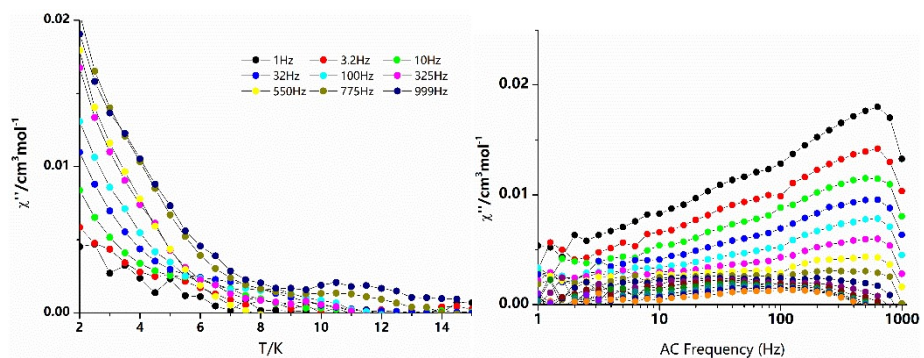 0.02
0.01
0.00
χ''/cm³mol⁻¹
1Hz 3.2Hz 10Hz
32Hz 100Hz 325Hz
550Hz 775Hz 999Hz
2 4 6 8 10 12 14
T/K
0.02
0.01
0.00
χ''/cm³mol⁻¹
1 10 100 1000
AC Frequency (Hz)